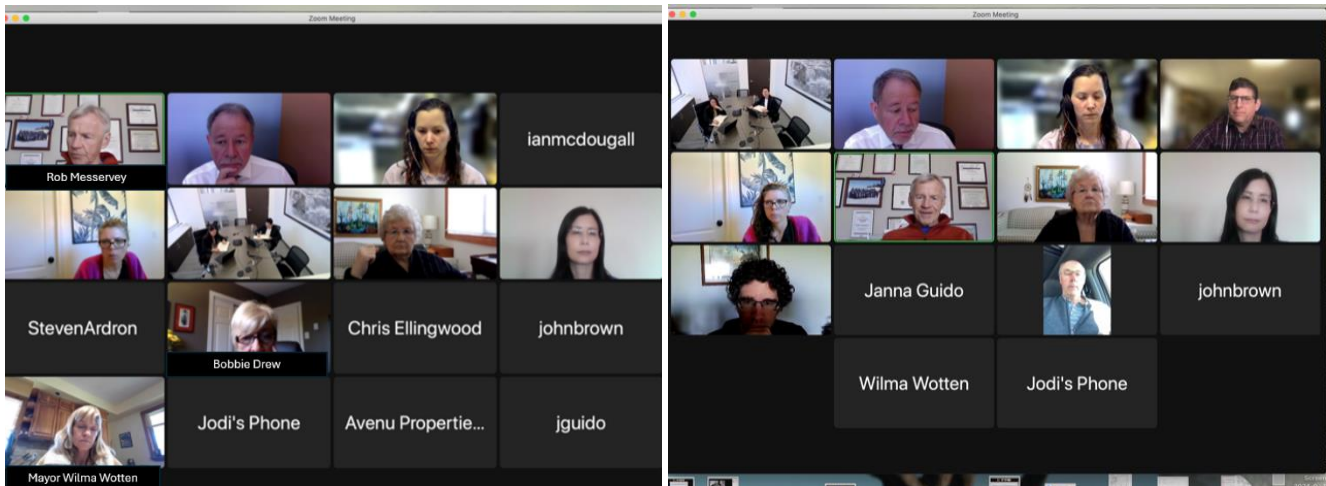 Zoom Meeting
Rob Messervey
ianmcdougall
StevenArdron
Bobbie Drew
Chris Ellingwood
johnbrown
Mayor Wilma Wotten
Jodi's Phone
Avenu Propertie...
jguido
Zoom Meeting
Janna Guido
johnbrown
Wilma Wotten
Jodi's Phone